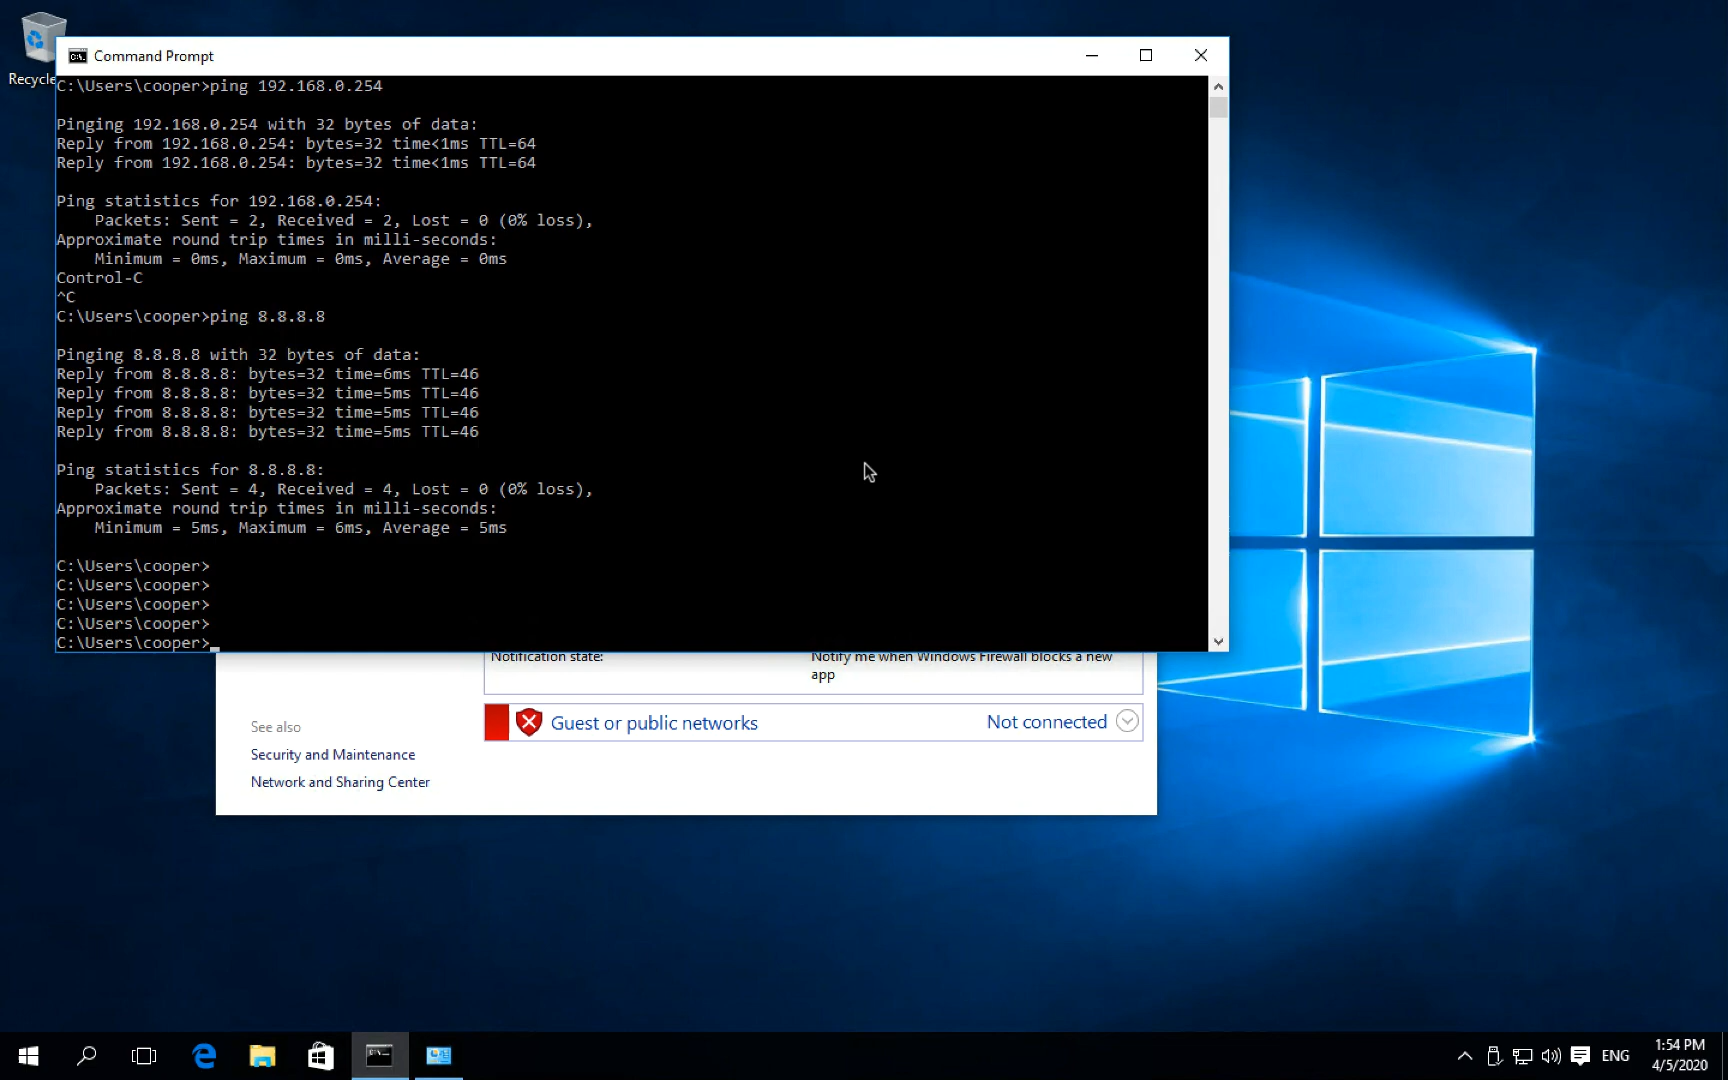 Recycle
Command Prompt
C:\Users\cooper>ping 192.168.0.254
Pinging 192.168.0.254 with 32 bytes of data:
Reply from 192.168.0.254: bytes=32 time<1ms TTL=64
Reply from 192.168.0.254: bytes=32 time<1ms TTL=64
Ping statistics for 192.168.0.254:
    Packets: Sent = 2, Received = 2, Lost = 0 (0% loss),
Approximate round trip times in milli-seconds:
    Minimum = 0ms, Maximum = 0ms, Average = 0ms
Control-C
^C
C:\Users\cooper>ping 8.8.8.8
Pinging 8.8.8.8 with 32 bytes of data:
Reply from 8.8.8.8: bytes=32 time=6ms TTL=46
Reply from 8.8.8.8: bytes=32 time=5ms TTL=46
Reply from 8.8.8.8: bytes=32 time=5ms TTL=46
Reply from 8.8.8.8: bytes=32 time=5ms TTL=46
Ping statistics for 8.8.8.8:
    Packets: Sent = 4, Received = 4, Lost = 0 (0% loss),
Approximate round trip times in milli-seconds:
    Minimum = 5ms, Maximum = 6ms, Average = 5ms
C:\Users\cooper>
C:\Users\cooper>
C:\Users\cooper>
C:\Users\cooper>
C:\Users\cooper>
Notification state:
Notify me when Windows Firewall blocks a new
app
Guest or public networks
Not connected
See also
Security and Maintenance
Network and Sharing Center
ENG
1:54 PM
4/5/2020